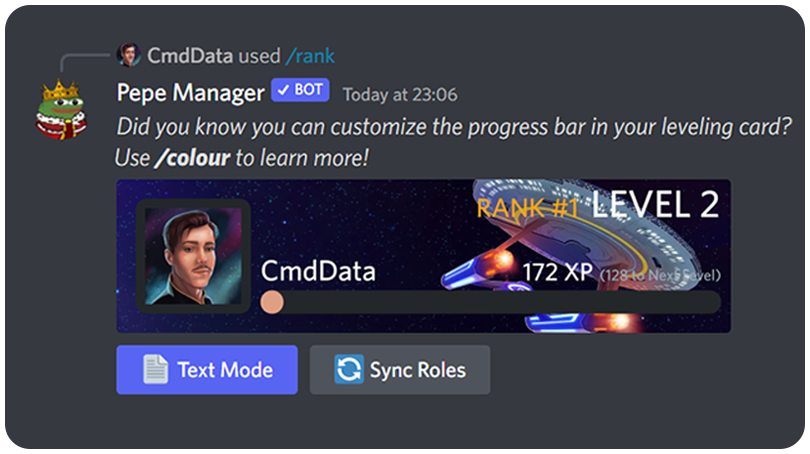 CmdData used /rank
Pepe Manager ✓ BOT Today at 23:06
Did you know you can customize the progress bar in your leveling card?
Use /colour to learn more!
RANK #1 LEVEL 2
CmdData 172 XP (128 to Next Level)
Text Mode Sync Roles